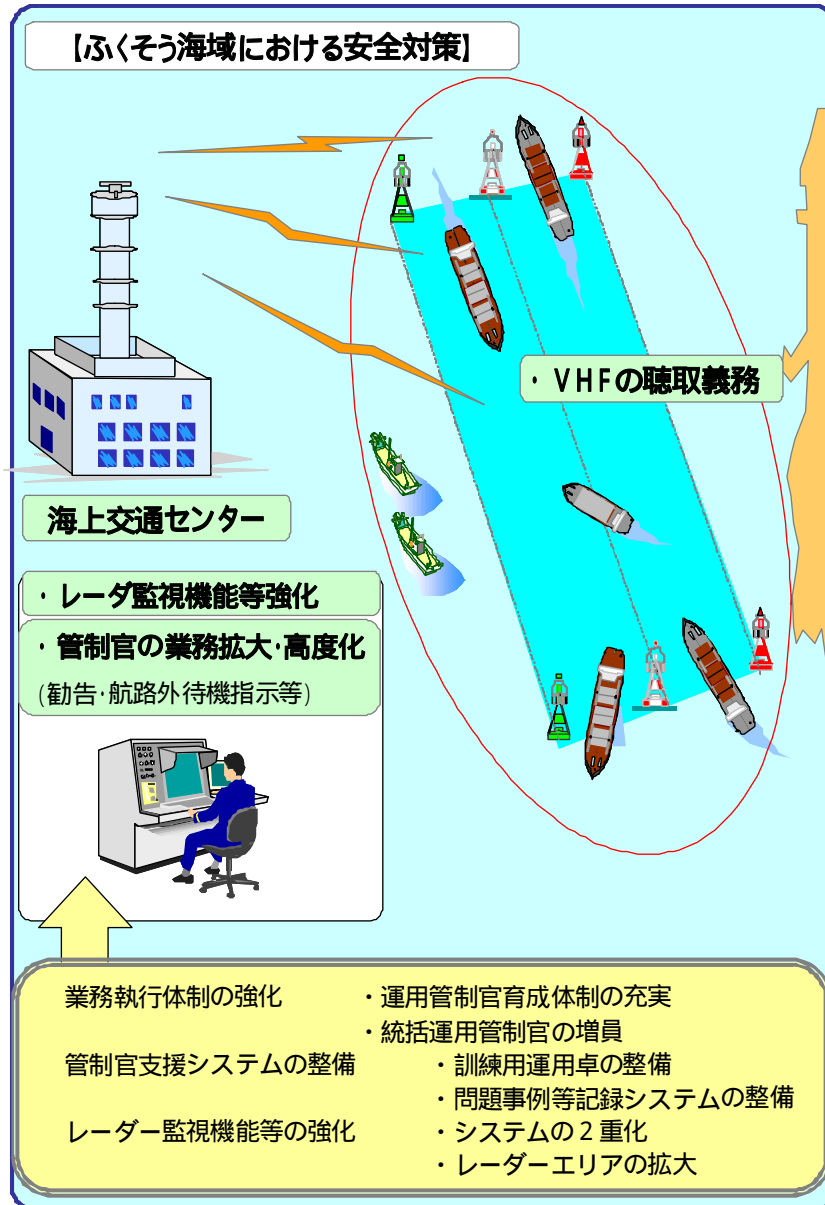 【ふくそう海域における安全対策】
・ VHFの聴取義務
海上交通センター
・ レーダ監視機能等強化
・ 管制官の業務拡大・高度化
(勧告・航路外待機指示等)
業務執行体制の強化 ・運用管制官育成体制の充実
・統括運用管制官の増員
管制官支援システムの整備 ・訓練用運用卓の整備
・問題事例等記録システムの整備
レーダー監視機能等の強化 ・システムの２重化
・レーダーエリアの拡大